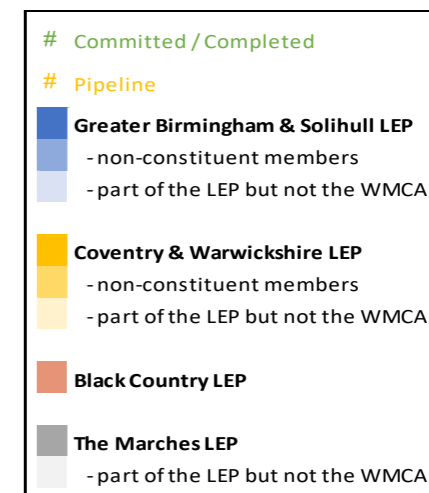 # Committed / Completed
# Pipeline
Greater Birmingham & Solihull LEP
- non-constituent members
- part of the LEP but not the WMCA
Coventry & Warwickshire LEP
- non-constituent members
- part of the LEP but not the WMCA
Black Country LEP
The Marches LEP
- part of the LEP but not the WMCA